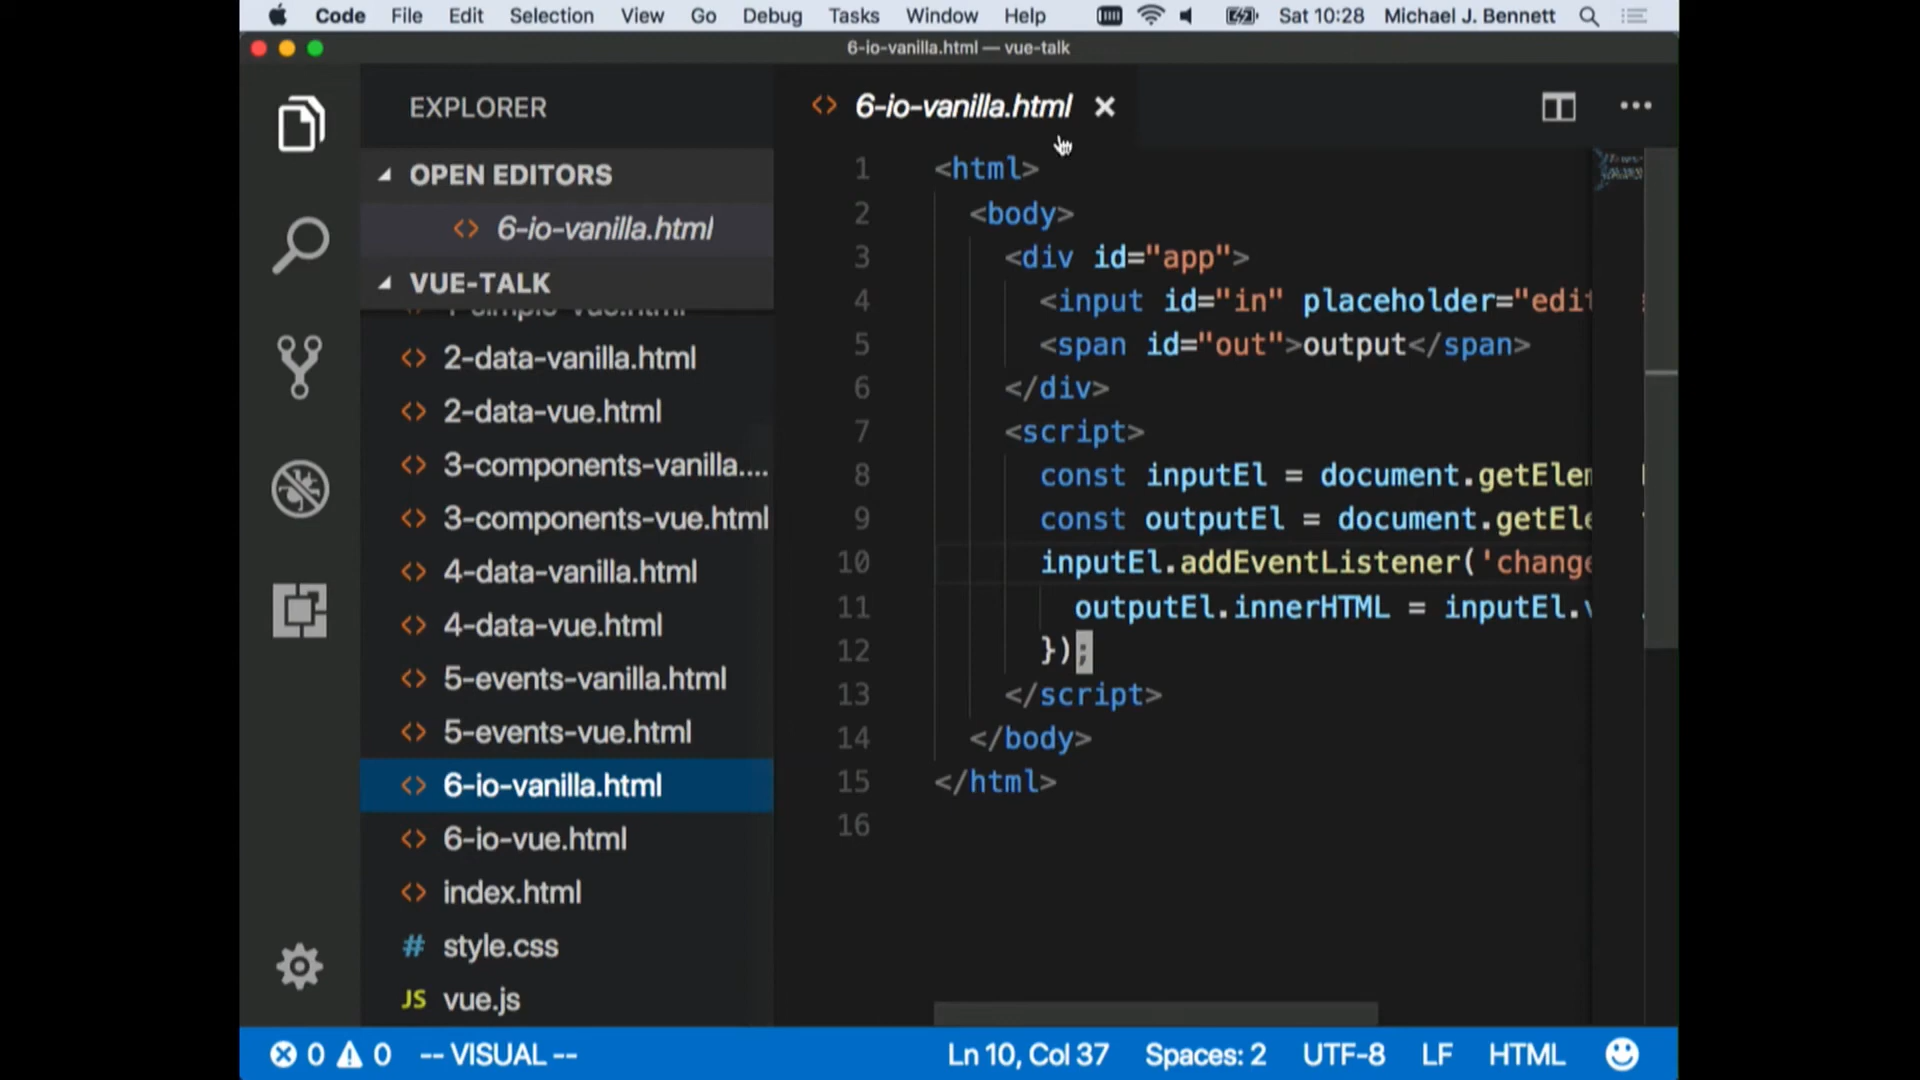 Code File Edit Selection View Go Debug Tasks Window Help Sat 10:28 Michael J. Bennett
6-io-vanilla.html — vue-talk
EXPLORER
OPEN EDITORS
6-io-vanilla.html
VUE-TALK
1-simple-vue.html
2-data-vanilla.html
2-data-vue.html
3-components-vanilla....
3-components-vue.html
4-data-vanilla.html
4-data-vue.html
5-events-vanilla.html
5-events-vue.html
6-io-vanilla.html
6-io-vue.html
index.html
# style.css
JS vue.js
6-io-vanilla.html
1 <html>
2 <body>
3 <div id="app">
4 <input id="in" placeholder="edit
5 <span id="out">output</span>
6 </div>
7 <script>
8 const inputEl = document.getElem
9 const outputEl = document.getEle
10 inputEl.addEventListener('change
11 outputEl.innerHTML = inputEl.v
12 });
13 </script>
14 </body>
15 </html>
16
0 0 -- VISUAL -- Ln 10, Col 37 Spaces: 2 UTF-8 LF HTML